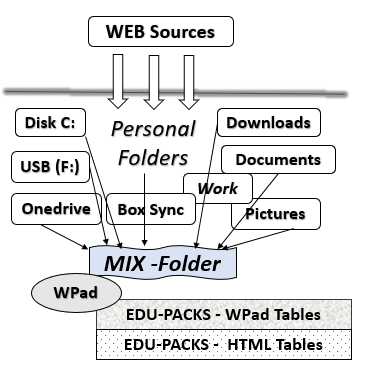 WEB Sources
Disk C:
Personal
Folders
Downloads
USB (F:)
Documents
Work
Onedrive
Box Sync
Pictures
MIX -Folder
WPad
EDU-PACKS - WPad Tables
EDU-PACKS - HTML Tables